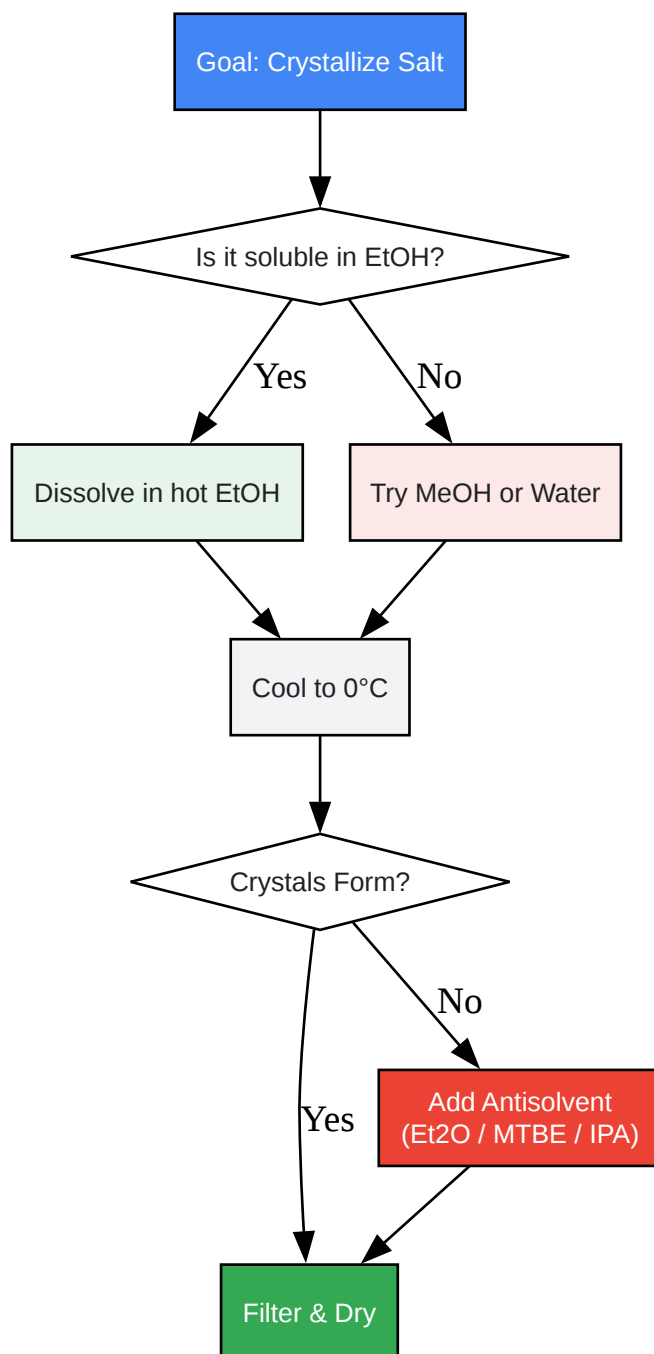 Goal: Crystallize Salt
Is it soluble in EtOH?
Yes
No
Dissolve in hot EtOH
Try MeOH or Water
Cool to 0°C
Crystals Form?
No
Yes
Add Antisolvent
(Et2O / MTBE / IPA)
Filter & Dry